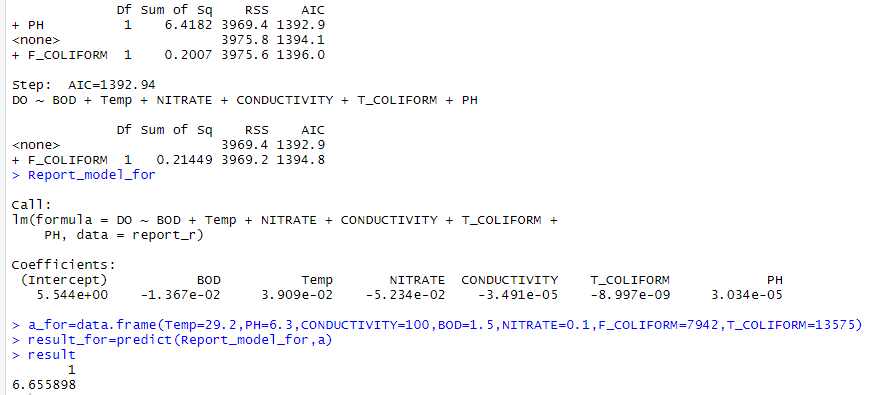 Df Sum of Sq RSS AIC
+ PH 1 6.4182 3969.4 1392.9
<none> 3975.8 1394.1
+ F_COLIFORM 1 0.2007 3975.6 1396.0
Step: AIC=1392.94
DO ~ BOD + Temp + NITRATE + CONDUCTIVITY + T_COLIFORM + PH
Df Sum of Sq RSS AIC
<none> 3969.4 1392.9
+ F_COLIFORM 1 0.21449 3969.2 1394.8
> Report_model_for
Call:
lm(formula = DO ~ BOD + Temp + NITRATE + CONDUCTIVITY + T_COLIFORM +
PH, data = report_r)
Coefficients:
(Intercept) BOD Temp NITRATE CONDUCTIVITY T_COLIFORM PH
5.544e+00 -1.367e-02 3.909e-02 -5.234e-02 -3.491e-05 -8.997e-09 3.034e-05
> a_for=data.frame(Temp=29.2,PH=6.3,CONDUCTIVITY=100,BOD=1.5,NITRATE=0.1,F_COLIFORM=7942,T_COLIFORM=13575)
> result_for=predict(Report_model_for,a)
> result
1
6.655898